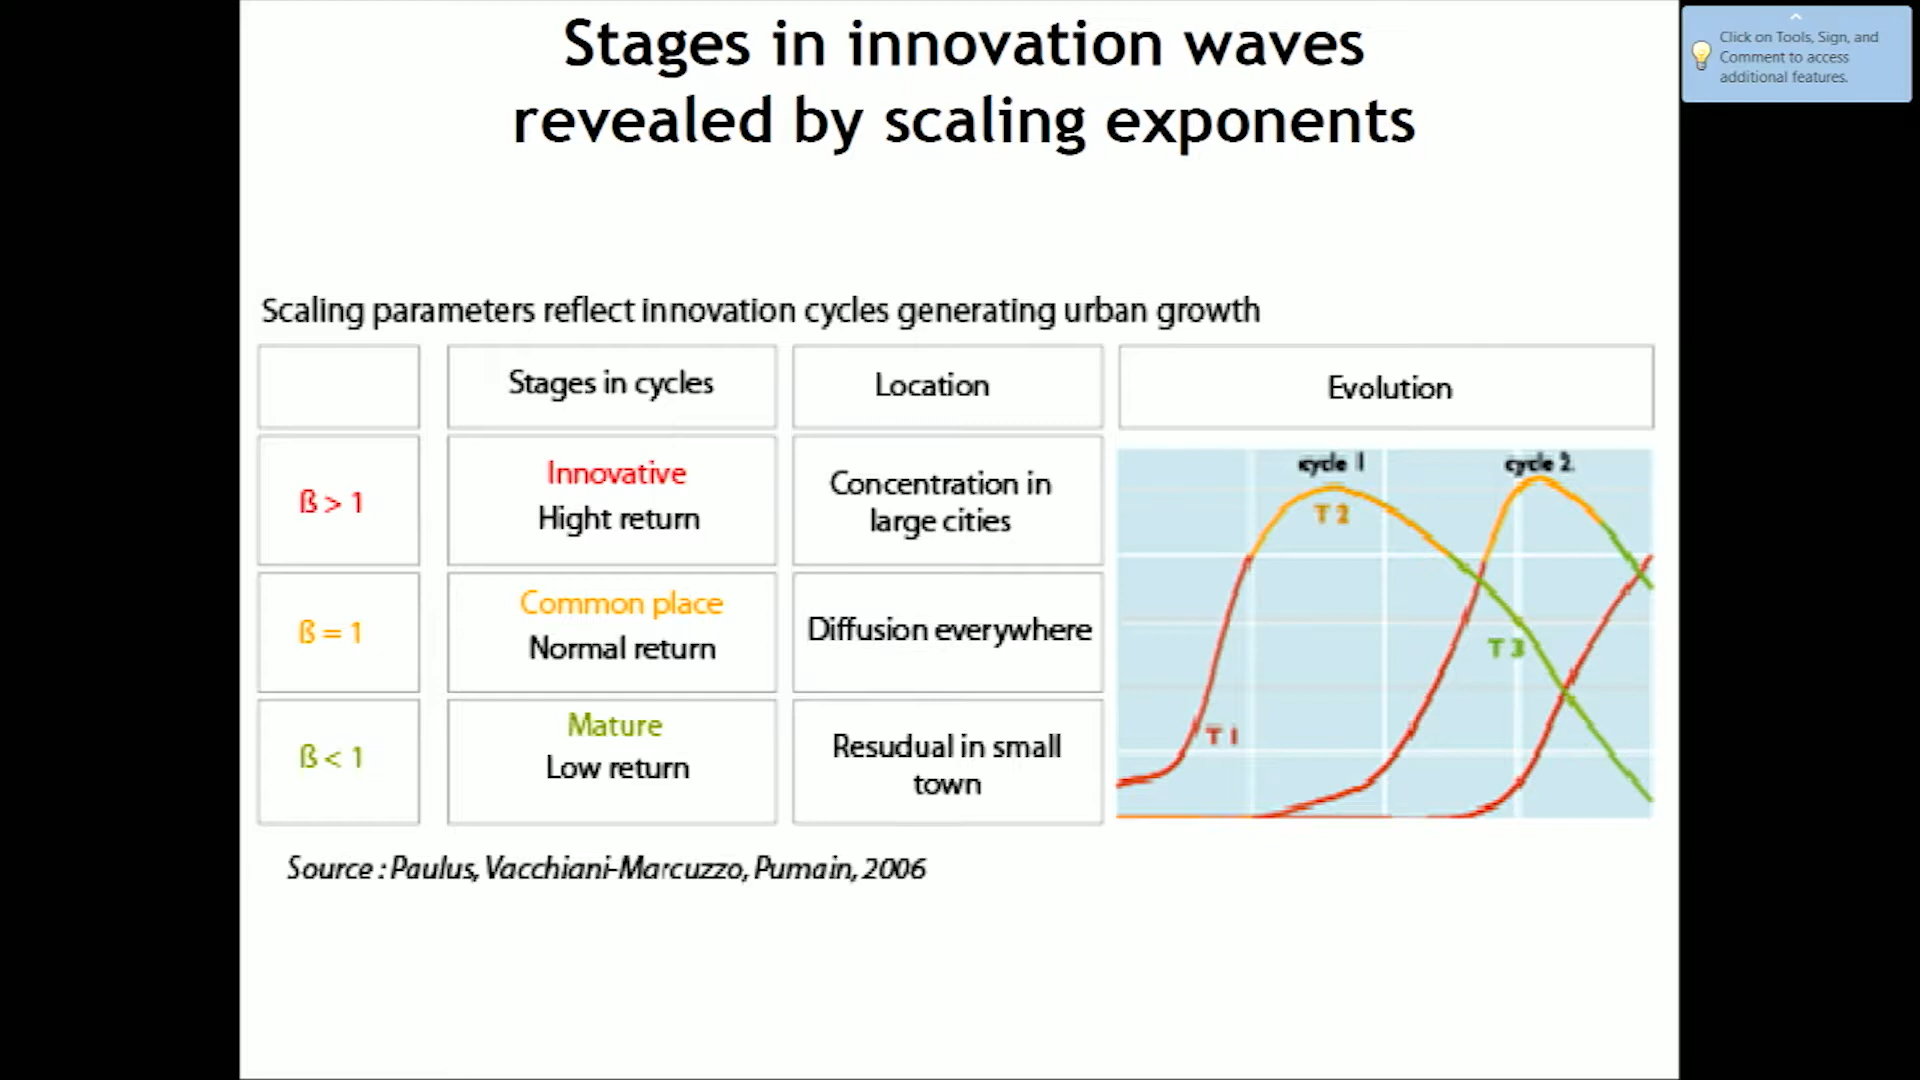 Stages in innovation waves
revealed by scaling exponents
Click on Tools, Sign, and
Comment to access
additional features.
Scaling parameters reflect innovation cycles generating urban growth
Stages in cycles
Location
Evolution
ß > 1
Innovative
Hight return
Concentration in
large cities
ß = 1
Common place
Normal return
Diffusion everywhere
ß < 1
Mature
Low return
Resudual in small
town
cycle 1
cycle 2
T 2
T 3
T 1
Source : Paulus, Vacchiani-Marcuzzo, Pumain, 2006